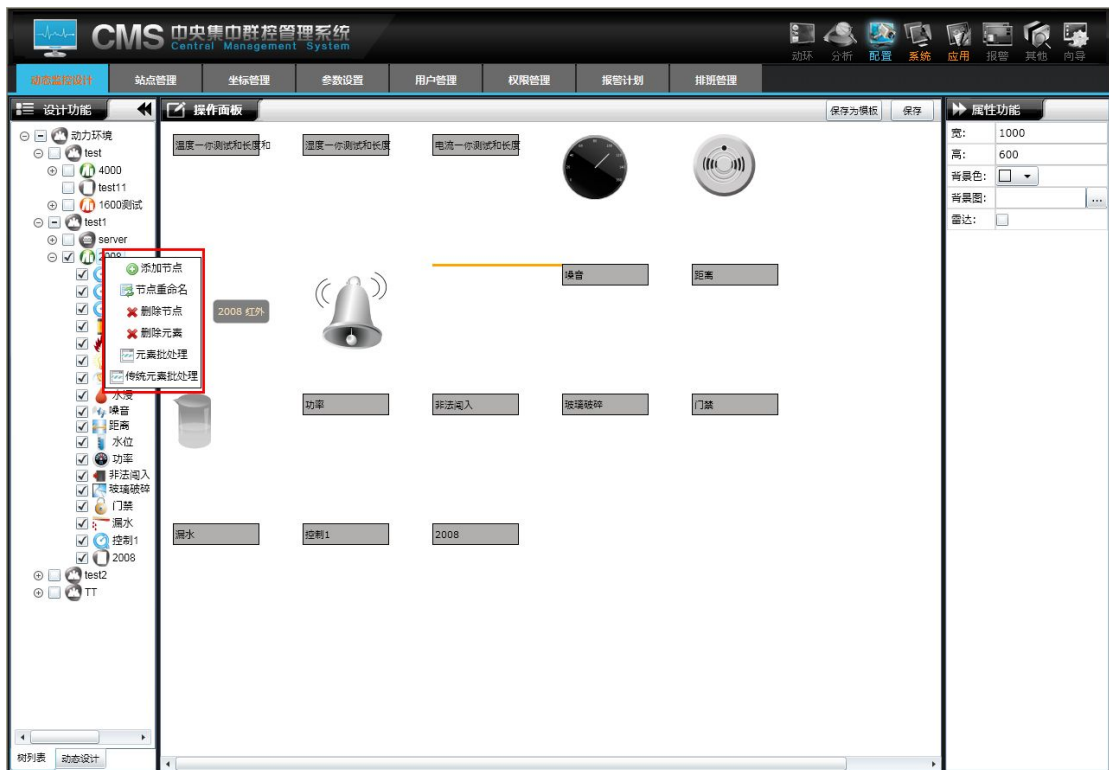 CMS 中央集中群控管理系统
Central Management System
动环 分析 配置 系统 应用 报警 其他 向导
动态监控设计 站点管理 坐标管理 参数设置 用户管理 权限管理 报警计划 排班管理
设计功能
操作面板
保存为模板
保存
属性功能
动力环境
test
4000
test11
1600测试
test1
server
2008
添加节点
节点重命名
删除节点
删除元素
元素批处理
传统元素批处理
水浸
噪音
距离
水位
功率
非法闯入
玻璃破碎
门禁
漏水
控制1
2008
test2
TT
树列表
动态设计
温度一你测试和长度和
湿度一你测试和长度
电流一你测试和长度
2008 红外
噪音
距离
功率
非法闯入
玻璃破碎
门禁
漏水
控制1
2008
宽: 1000
高: 600
背景色:
背景图: ...
雷达: